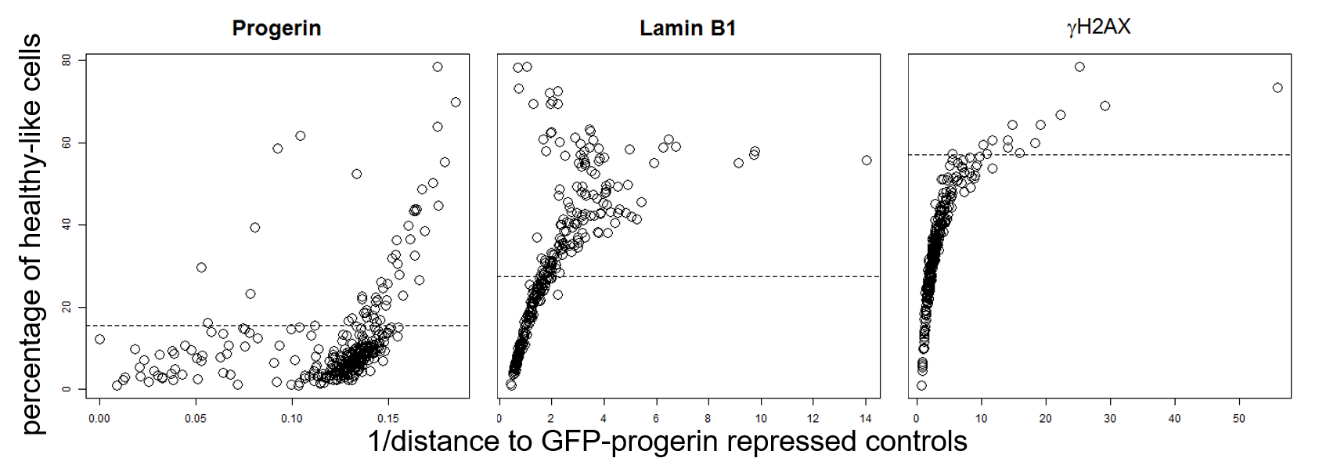 Progerin
Lamin B1
γH2AX
percentage of healthy-like cells
80
60
40
20
0
0.00 0.05 0.10 0.15
0 2 4 6 8 10 12 14
0 10 20 30 40 50
1/distance to GFP-progerin repressed controls